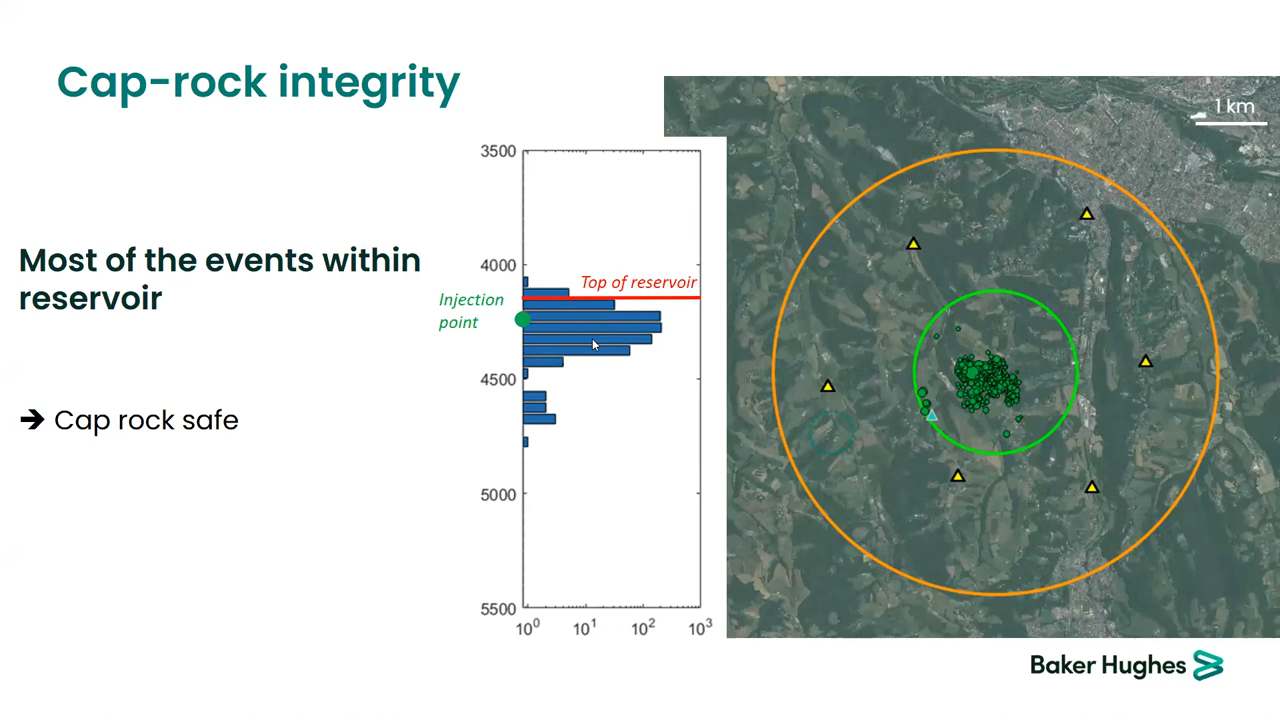 Cap-rock integrity
1 km
3500
4000
Top of reservoir
Most of the events within
reservoir
Injection
point
4500
➔ Cap rock safe
5000
5500
10⁰ 10¹ 10² 10³
Baker Hughes